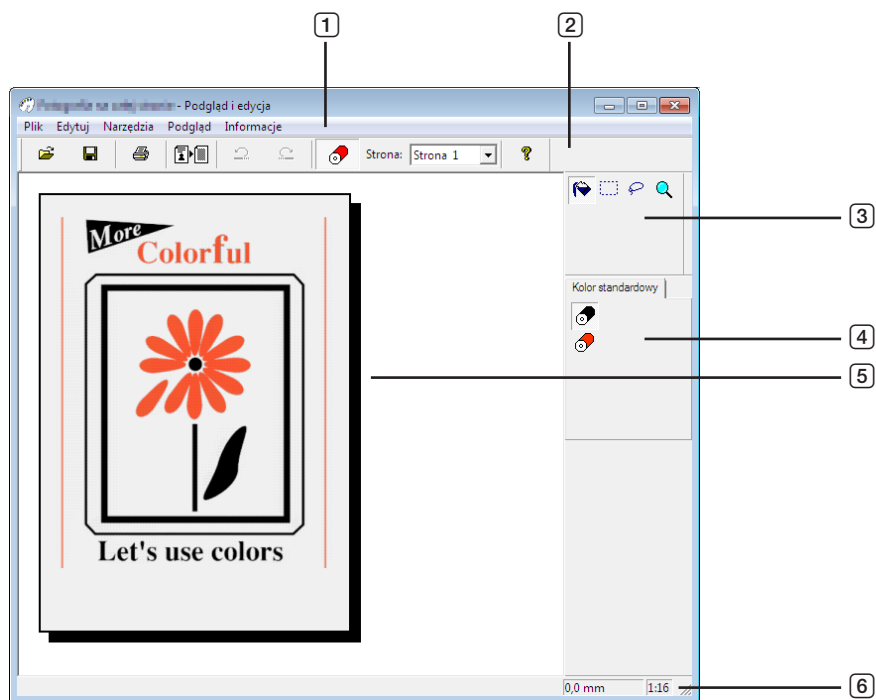 1
2
- Podgląd i edycja
Plik Edytuj Narzędzia Podgląd Informacje
Strona: Strona 1
3
More
Colorful
Kolor standardowy
4
5
Let's use colors
0,0 mm 1:16
6